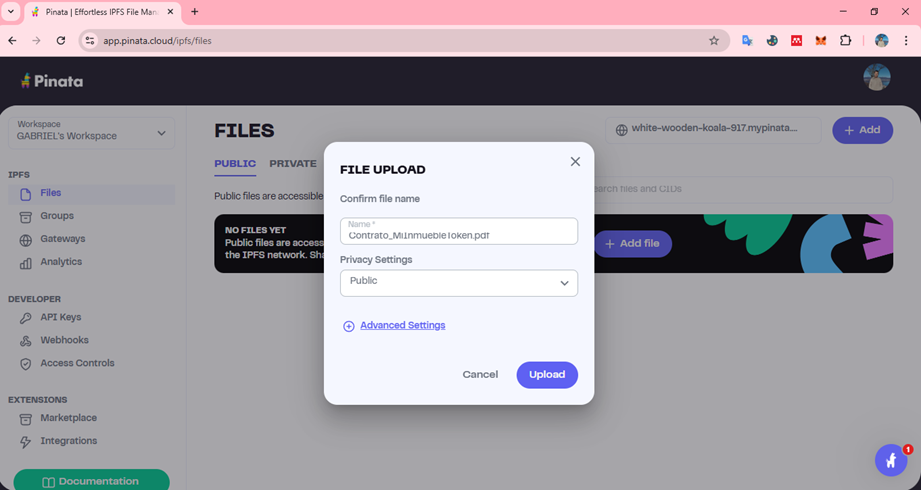 Pinata | Effortless IPFS File Man
app.pinata.cloud/ipfs/files
Pinata
Workspace
GABRIEL's Workspace
IPFS
Files
Groups
Gateways
Analytics
DEVELOPER
API Keys
Webhooks
Access Controls
EXTENSIONS
Marketplace
Integrations
Documentation
FILES
white-wooden-koala-917.mypinata...
Add
PUBLIC
PRIVATE
Public files are accessible
search files and CIDs
NO FILES YET
Public files are access
the IPFS network. Sha
Add file
FILE UPLOAD
Confirm file name
Name *
Contrato_MiInmuebleToken.pdf
Privacy Settings
Public
Advanced Settings
Cancel
Upload
1